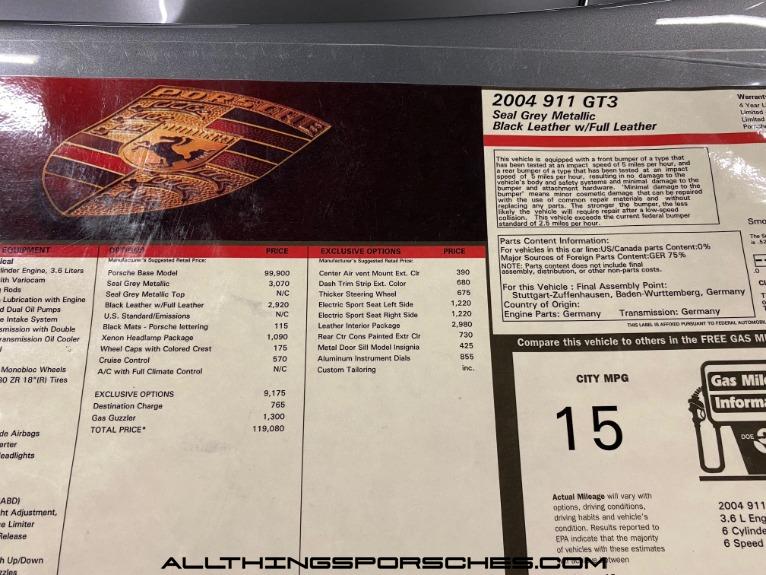 PORSCHE
2004 911 GT3
Seal Grey Metallic
Black Leather w/Full Leather
Warrant
4 Year L
Limited
Limited
Porsche
This vehicle is equipped with a front bumper of a type that
has been tested at an impact speed of 5 miles per hour, and
a rear bumper of a type that has been tested at an impact
speed of 5 miles per hour, resulting in no damage to the
vehicle's body and safety systems and minimal damage to the
bumper and attachment hardware. "Minimal damage to the
bumper" means minor cosmetic damage that can be repaired
with the use of common repair materials and without
replacing any parts. The stronger the bumper, the less
likely the vehicle will require repair after a low-speed
collision. This vehicle exceeds the current federal bumper
standard of 2.5 miles per hour.
Smo
Parts Content Information:
For vehicles in this car line:US/Canada parts Content:0%
Major Sources of Foreign Parts Content:GER 75%
NOTE: Parts content does not include final
assembly, distribution, or other non-parts costs.
For this Vehicle : Final Assembly Point:
Stuttgart-Zuffenhausen, Baden-Wurttemberg, Germany
Country of Origin:
Engine Parts: Germany Transmission: Germany
THIS LABEL IS AFFIXED PURSUANT TO FEDERAL AUTOMOBIL
EQUIPMENT
ical
linder Engine, 3.6 Liters
ith Variocam
g Rods
Lubrication with Engine
d Dual Oil Pumps
e Intake System
smission with Double
Transmission Oil Cooler
l
Monobloc Wheels
30 ZR 18"(R) Tires
de Airbags
erter
Headlights
ABD)
ht Adjustment,
e Limiter
Release
h Up/Down
zzles
OPTIONS PRICE
Manufacturer's Suggested Retail Price:
Porsche Base Model 99,900
Seal Grey Metallic 3,070
Seal Grey Metallic Top N/C
Black Leather w/Full Leather 2,920
U.S. Standard/Emissions N/C
Black Mats - Porsche lettering 115
Xenon Headlamp Package 1,090
Wheel Caps with Colored Crest 175
Cruise Control 570
A/C with Full Climate Control N/C
EXCLUSIVE OPTIONS 9,175
Destination Charge 765
Gas Guzzler 1,300
TOTAL PRICE* 119,080
EXCLUSIVE OPTIONS PRICE
Manufacturer's Suggested Retail Price:
Center Air vent Mount Ext. Clr 390
Dash Trim Strip Ext. Color 680
Thicker Steering Wheel 675
Electric Sport Seat Left Side 1,220
Electric Sport Seat Right Side 1,220
Leather Interior Package 2,980
Rear Ctr Cons Painted Extr Clr 730
Metal Door Sill Model Insignia 425
Aluminum Instrument Dials 855
Custom Tailoring inc.
Compare this vehicle to others in the FREE GAS MI
CITY MPG
15
Gas Mile
Informa
DOE
Actual Mileage will vary with
options, driving conditions,
driving habits and vehicle's
condition. Results reported to
EPA indicate that the majority
of vehicles with these estimates
between
2004 911
3.6 L Eng
6 Cylinde
6 Speed
ALLTHINGSPORSCHES.COM